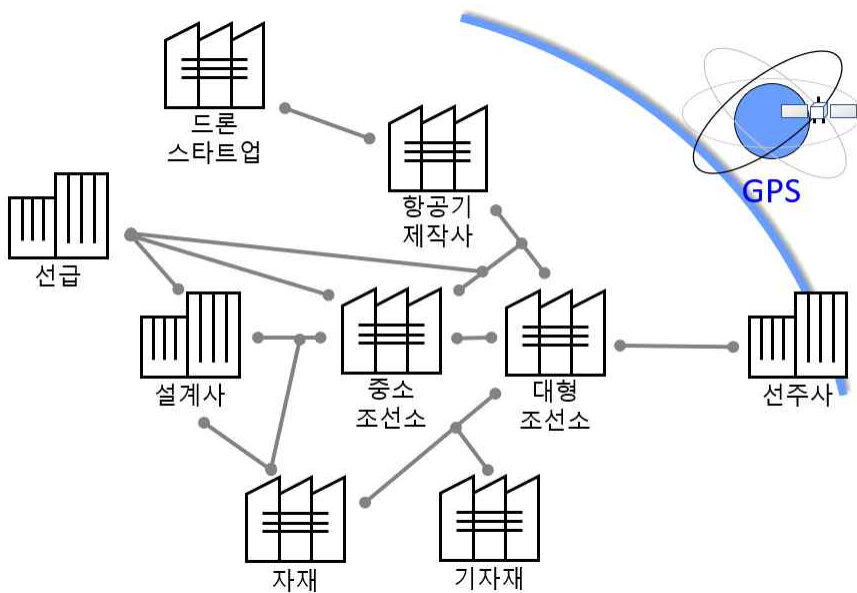 드론
스타트업
항공기
제작사
GPS
선급
설계사
중소
조선소
대형
조선소
선주사
자재
기자재